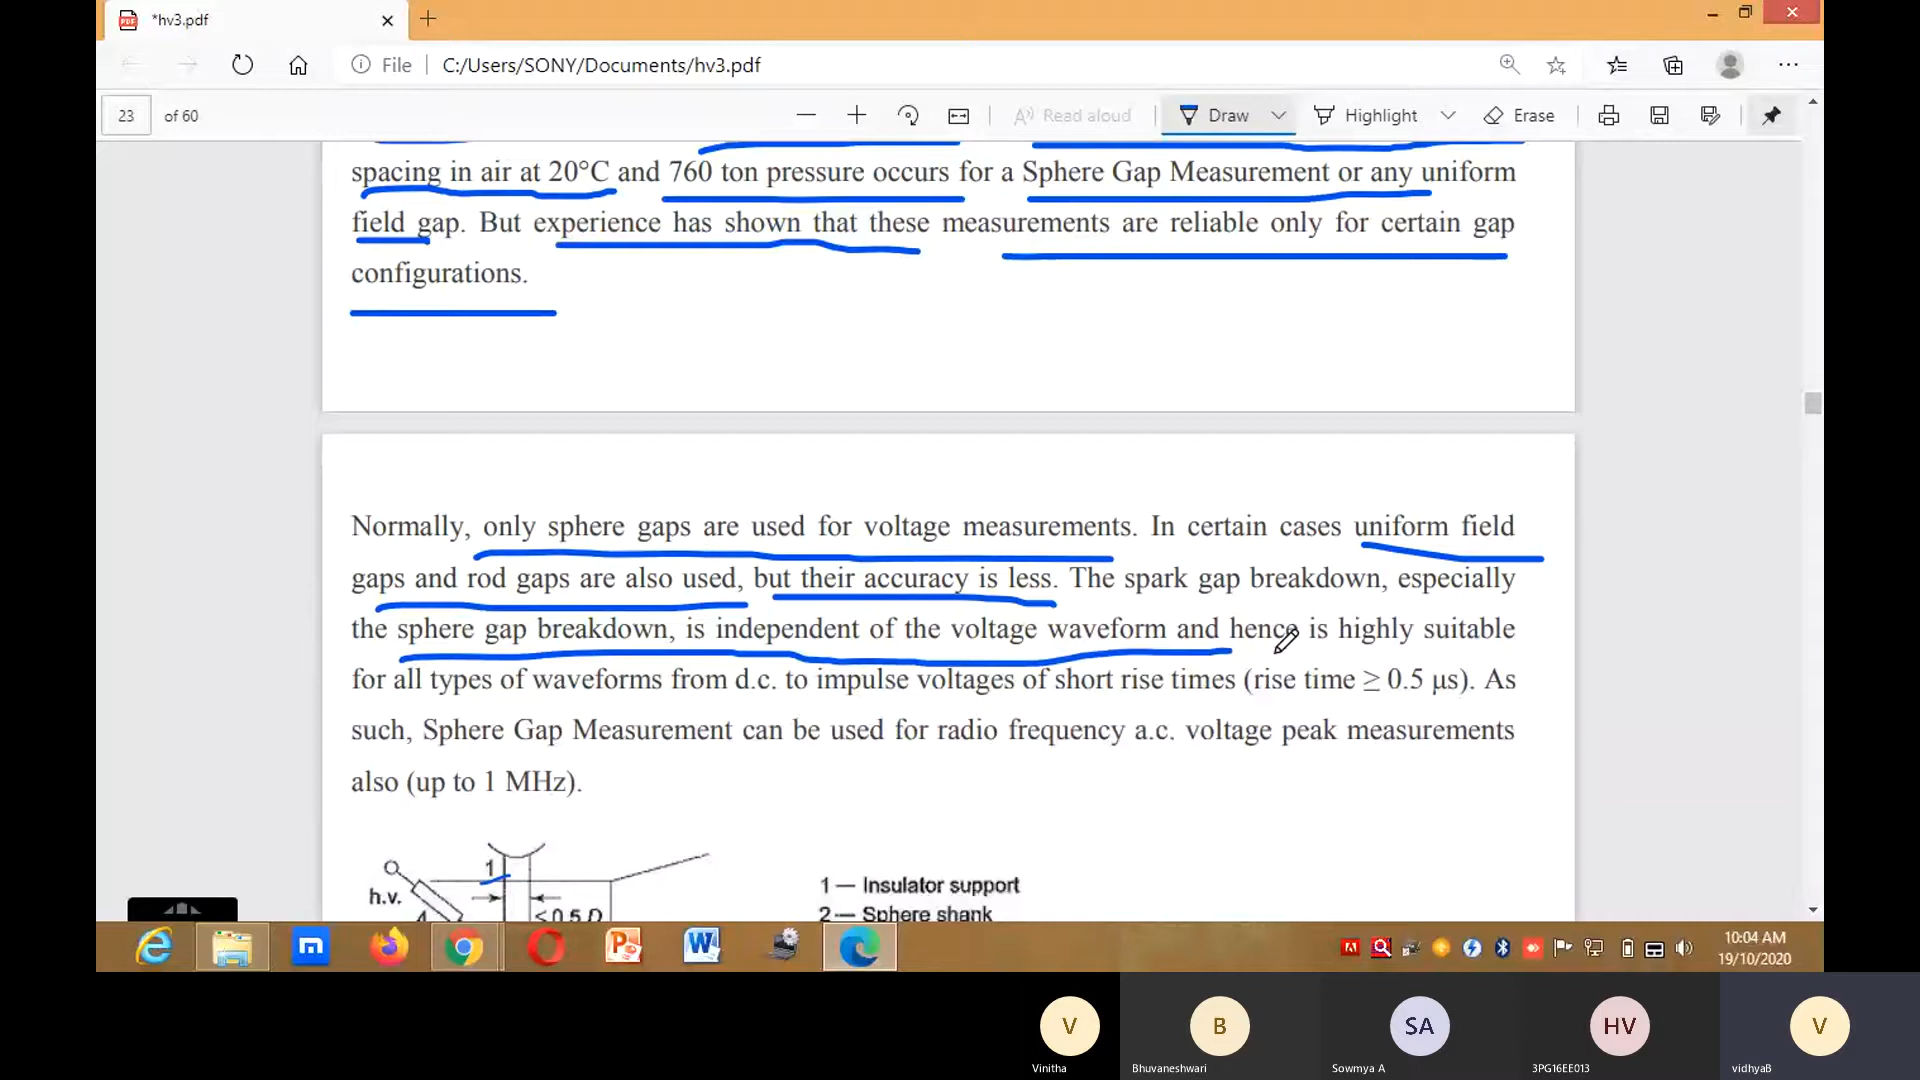 *hv3.pdf
File
C:/Users/SONY/Documents/hv3.pdf
23 of 60
Read aloud
Draw
Highlight
Erase
spacing in air at 20°C and 760 ton pressure occurs for a Sphere Gap Measurement or any uniform
field gap. But experience has shown that these measurements are reliable only for certain gap
configurations.
Normally, only sphere gaps are used for voltage measurements. In certain cases uniform field
gaps and rod gaps are also used, but their accuracy is less. The spark gap breakdown, especially
the sphere gap breakdown, is independent of the voltage waveform and hence is highly suitable
for all types of waveforms from d.c. to impulse voltages of short rise times (rise time ≥ 0.5 μs). As
such, Sphere Gap Measurement can be used for radio frequency a.c. voltage peak measurements
also (up to 1 MHz).
1
h.v.
4
≤0.5 D
1 — Insulator support
2 — Sphere shank
10:04 AM
19/10/2020
V
B
SA
HV
V
Vinitha
Bhuvaneshwari
Sowmya A
3PG16EE013
vidhyaB